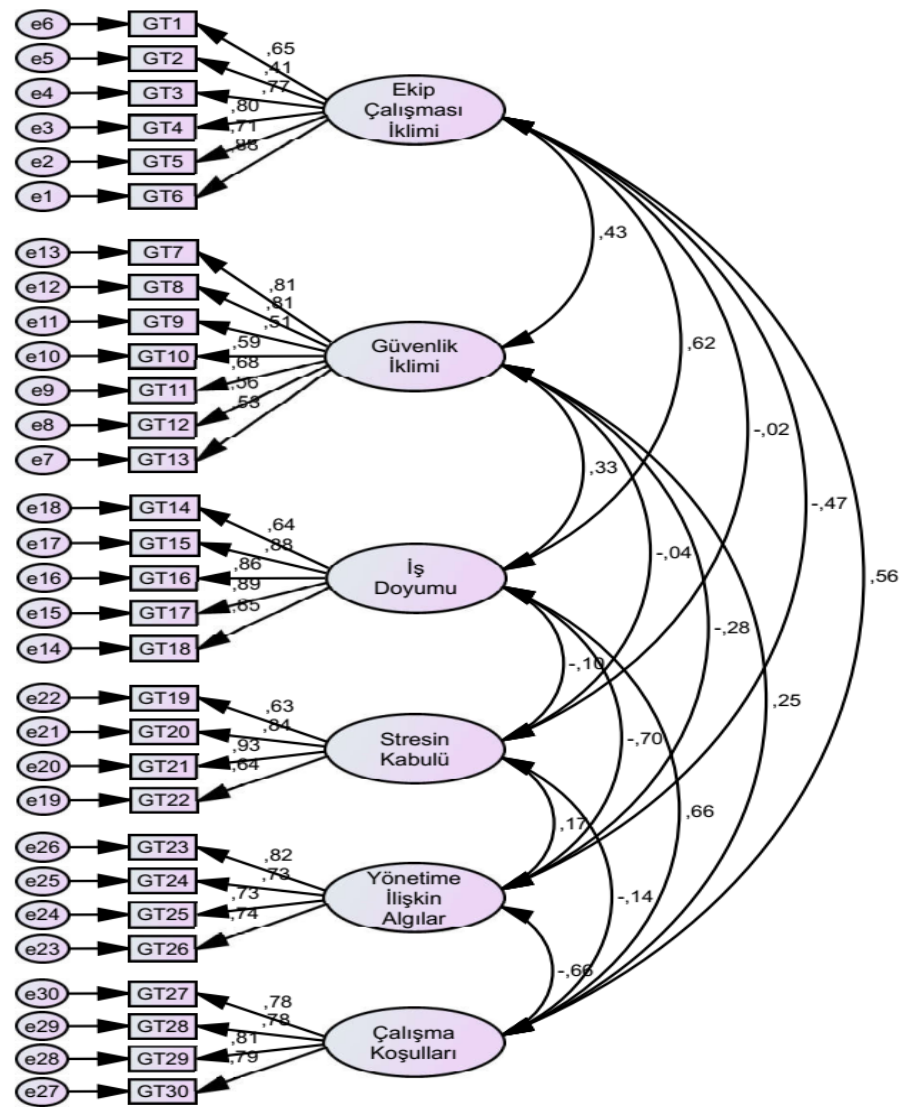 e6 GT1
,65
e5 GT2
,41
e4 GT3
,77
Ekip
Çalışması
İklimi
,80
e3 GT4
,71
e2 GT5
,88
e1 GT6
,43
e13 GT7
,81
e12 GT8
,81
e11 GT9
,51
e10 GT10
,59
Güvenlik
İklimi
,62
e9 GT11
,68
,56
e8 GT12
,53
e7 GT13
-,02
,33
-,47
e18 GT14
,64
e17 GT15
,88
-,04
e16 GT16
,86
İş
Doyumu
,56
e15 GT17
,89
,85
e14 GT18
-,28
-,10
e22 GT19
,63
,25
e21 GT20
,84
-,70
Stresin
Kabulü
e20 GT21
,93
,64
e19 GT22
,66
,17
e26 GT23
,82
e25 GT24
,73
Yönetime
İlişkin
Algılar
-,14
e24 GT25
,73
,74
e23 GT26
-,66
e30 GT27
,78
e29 GT28
,78
Çalışma
Koşulları
e28 GT29
,81
,79
e27 GT30